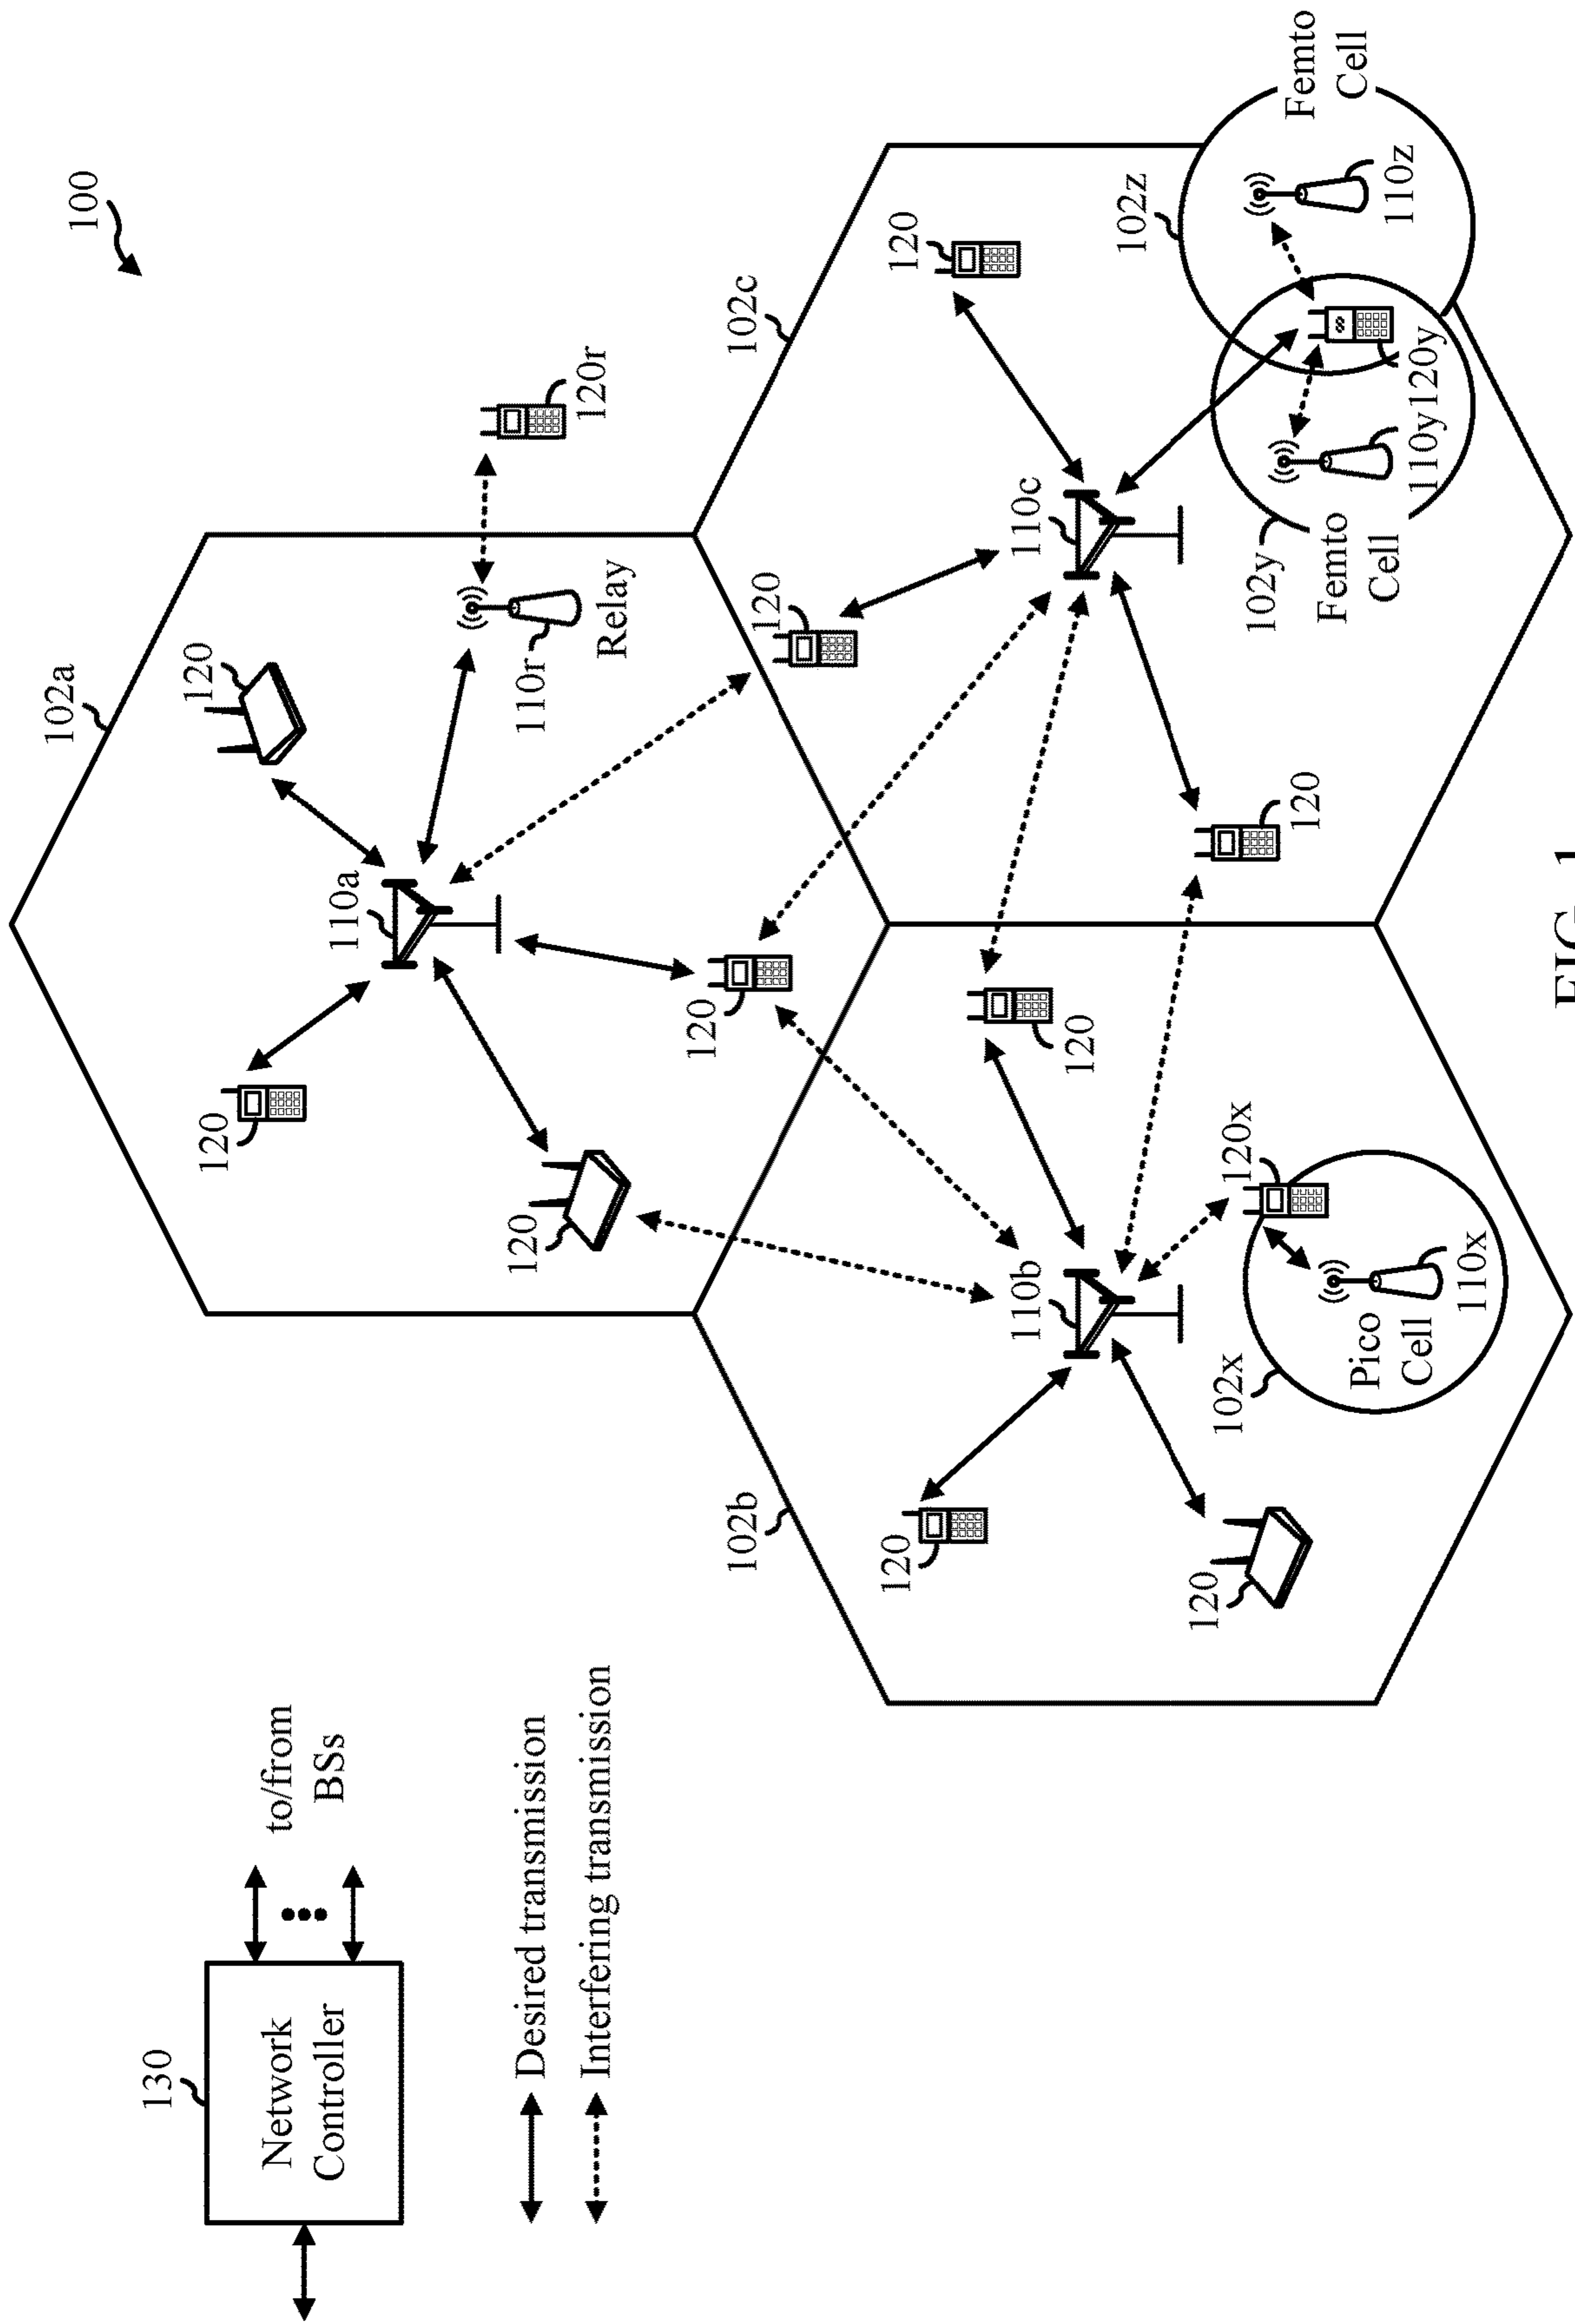 100
130
Network
Controller
to/from
BSs
Desired transmission
Interfering transmission
102a
120
120
110a
120
120
110r
Relay
120r
102b
120
110b
120
120
102x
Pico
Cell
110x
120x
102c
120
120
110c
120
102y
Femto
Cell
110y
120y
102z
110z
Femto
Cell
FIG. 1